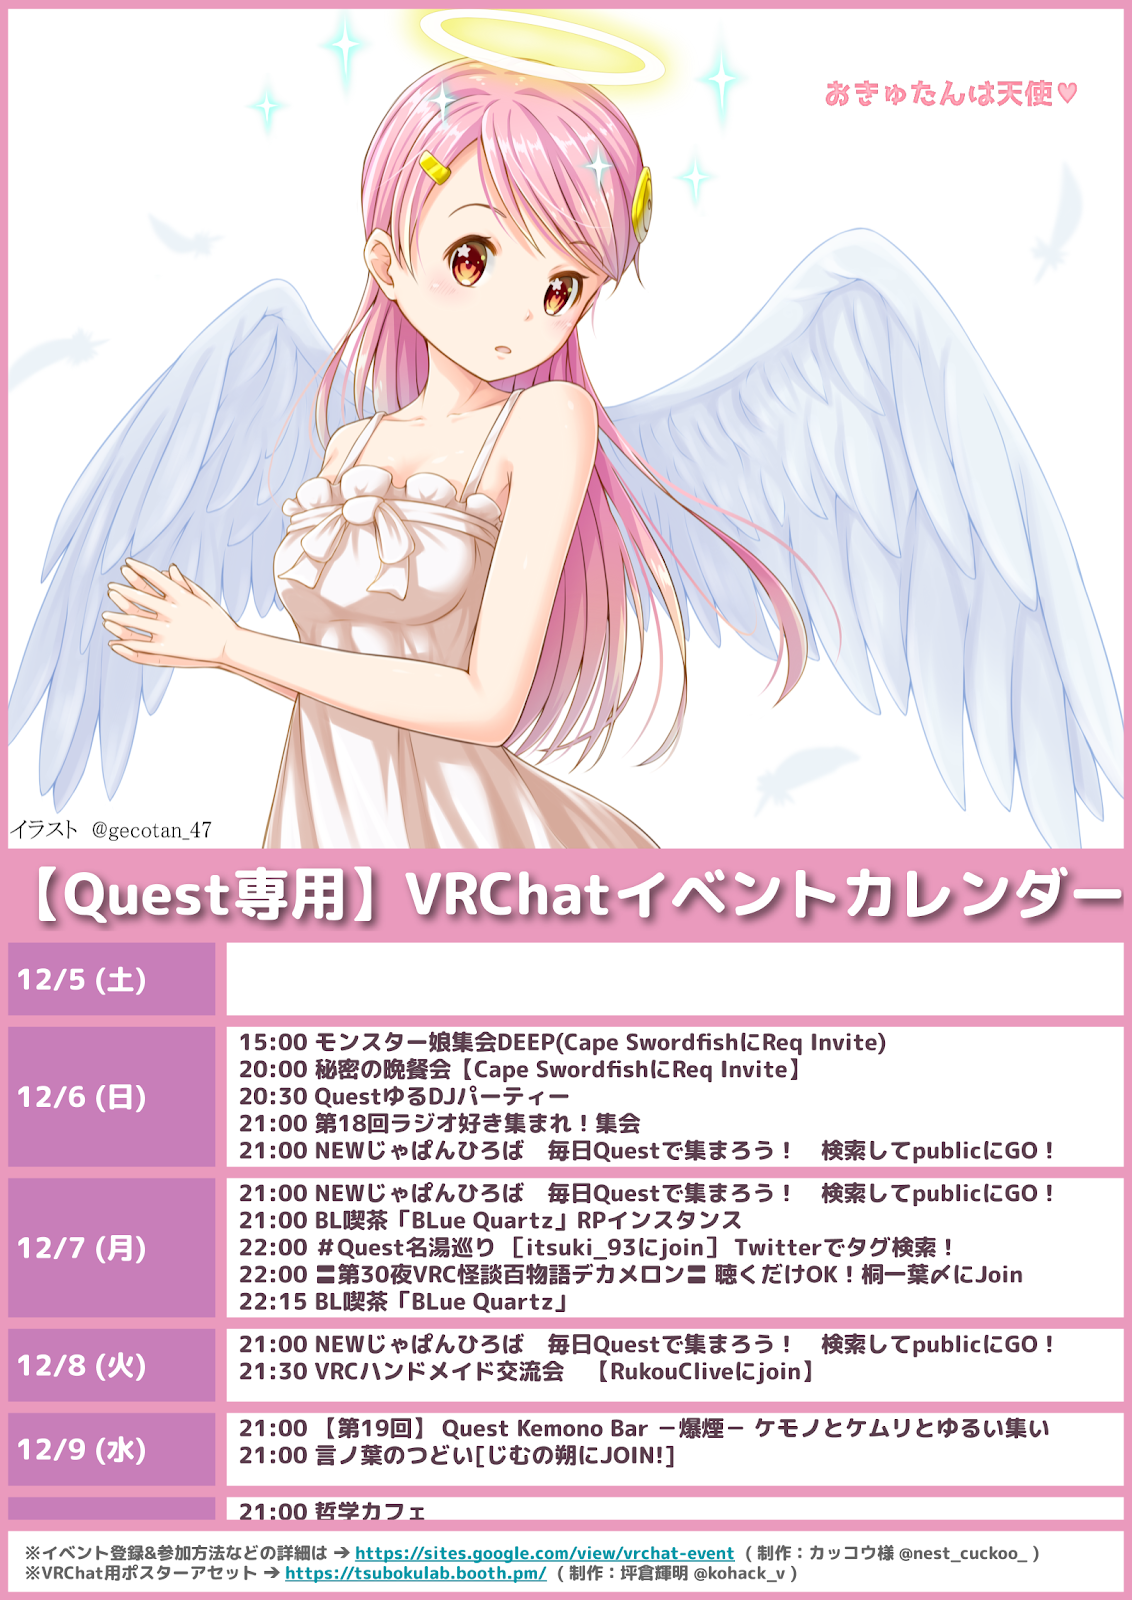 おきゅたんは天使♥
イラスト @gecotan_47
【Quest専用】VRChatイベントカレンダー
12/5 (土)
12/6 (日)
15:00 モンスター娘集会DEEP(Cape SwordfishにReq Invite)
20:00 秘密の晩餐会【Cape SwordfishにReq Invite】
20:30 QuestゆるDJパーティー
21:00 第18回ラジオ好き集まれ！集会
21:00 NEWじゃぱんひろば　毎日Questで集まろう！　検索してpublicにGO！
12/7 (月)
21:00 NEWじゃぱんひろば　毎日Questで集まろう！　検索してpublicにGO！
21:00 BL喫茶「BLue Quartz」RPインスタンス
22:00 ＃Quest名湯巡り ［itsuki_93にjoin］ Twitterでタグ検索！
22:00 〓第30夜VRC怪談百物語デカメロン〓 聴くだけOK！桐一葉〆にJoin
22:15 BL喫茶「BLue Quartz」
12/8 (火)
21:00 NEWじゃぱんひろば　毎日Questで集まろう！　検索してpublicにGO！
21:30 VRCハンドメイド交流会　【RukouCliveにjoin】
12/9 (水)
21:00 【第19回】 Quest Kemono Bar －爆煙－ ケモノとケムリとゆるい集い
21:00 言ノ葉のつどい[じむの朔にJOIN!]
21:00 哲学カフェ
※イベント登録&参加方法などの詳細は → https://sites.google.com/view/vrchat-event ( 制作：カッコウ様 @nest_cuckoo_ )
※VRChat用ポスターアセット → https://tsubokulab.booth.pm/ ( 制作：坪倉輝明 @kohack_v )